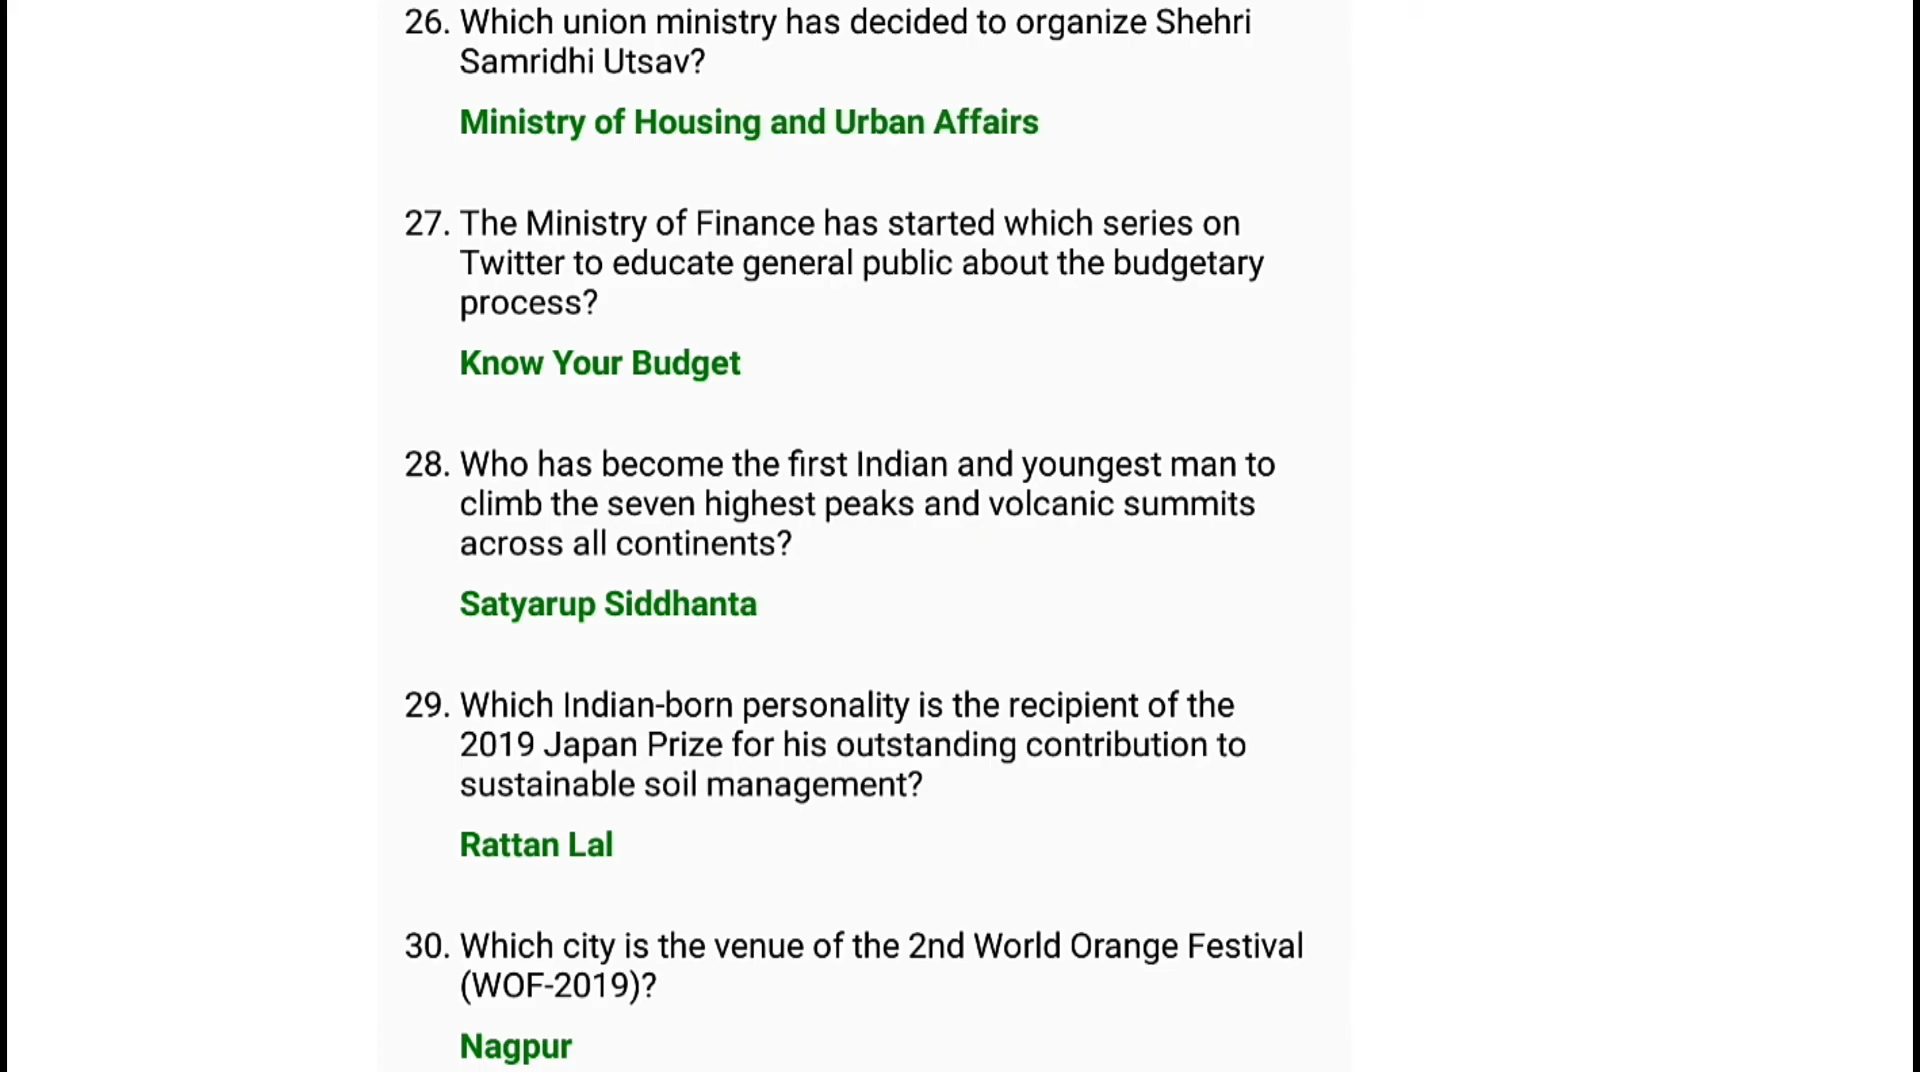 26. Which union ministry has decided to organize Shehri
Samridhi Utsav?
Ministry of Housing and Urban Affairs
27. The Ministry of Finance has started which series on
Twitter to educate general public about the budgetary
process?
Know Your Budget
28. Who has become the first Indian and youngest man to
climb the seven highest peaks and volcanic summits
across all continents?
Satyarup Siddhanta
29. Which Indian-born personality is the recipient of the
2019 Japan Prize for his outstanding contribution to
sustainable soil management?
Rattan Lal
30. Which city is the venue of the 2nd World Orange Festival
(WOF-2019)?
Nagpur